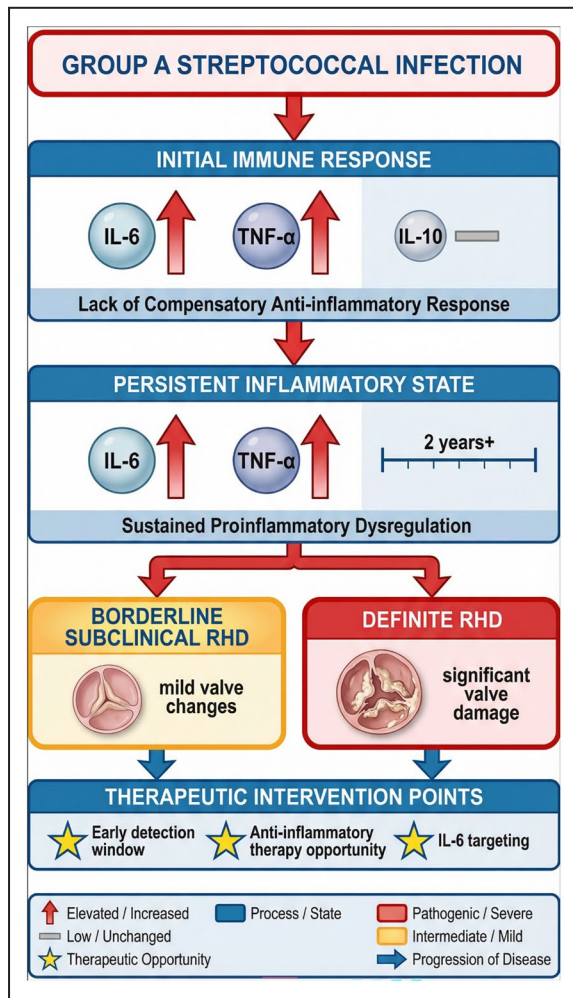 GROUP A STREPTOCOCCAL INFECTION
INITIAL IMMUNE RESPONSE
IL-6
TNF-α
IL-10
Lack of Compensatory Anti-inflammatory Response
PERSISTENT INFLAMMATORY STATE
IL-6
TNF-α
2 years+
Sustained Proinflammatory Dysregulation
BORDERLINE
SUBCLINICAL RHD
mild valve
changes
DEFINITE RHD
significant
valve
damage
THERAPEUTIC INTERVENTION POINTS
Early detection
window
Anti-inflammatory
therapy opportunity
IL-6 targeting
Elevated / Increased
Process / State
Pathogenic / Severe
Low / Unchanged
Intermediate / Mild
Therapeutic Opportunity
Progression of Disease